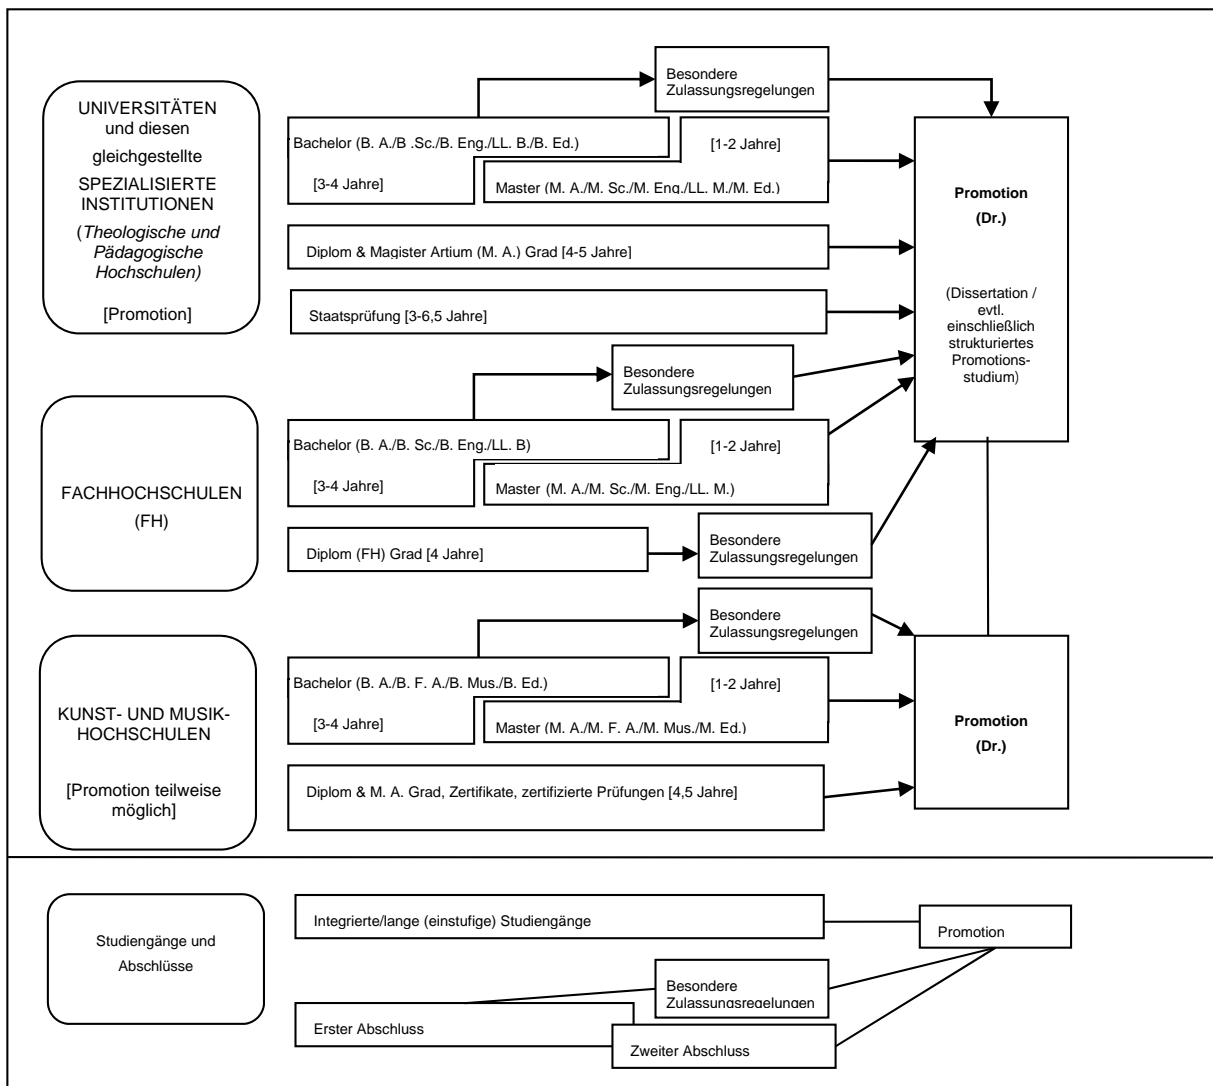 UNIVERSITÄTEN
und diesen
gleichgestellte
SPEZIALISIERTE
INSTITUTIONEN
(Theologische und
Pädagogische
Hochschulen)
[Promotion]
Besondere
Zulassungsregelungen
Bachelor (B. A./B .Sc./B. Eng./LL. B./B. Ed.)
[3-4 Jahre]
[1-2 Jahre]
Master (M. A./M. Sc./M. Eng./LL. M./M. Ed.)
Diplom & Magister Artium (M. A.) Grad [4-5 Jahre]
Staatsprüfung [3-6,5 Jahre]
Promotion
(Dr.)
(Dissertation /
evtl.
einschließlich
strukturiertes
Promotions-
studium)
FACHHOCHSCHULEN
(FH)
Besondere
Zulassungsregelungen
Bachelor (B. A./B. Sc./B. Eng./LL. B)
[3-4 Jahre]
[1-2 Jahre]
Master (M. A./M. Sc./M. Eng./LL. M.)
Diplom (FH) Grad [4 Jahre]
Besondere
Zulassungsregelungen
KUNST- UND MUSIK-
HOCHSCHULEN
[Promotion teilweise
möglich]
Besondere
Zulassungsregelungen
Bachelor (B. A./B. F. A./B. Mus./B. Ed.)
[3-4 Jahre]
[1-2 Jahre]
Master (M. A./M. F. A./M. Mus./M. Ed.)
Diplom & M. A. Grad, Zertifikate, zertifizierte Prüfungen [4,5 Jahre]
Promotion
(Dr.)
Studiengänge und
Abschlüsse
Integrierte/lange (einstufige) Studiengänge
Promotion
Besondere
Zulassungsregelungen
Erster Abschluss
Zweiter Abschluss